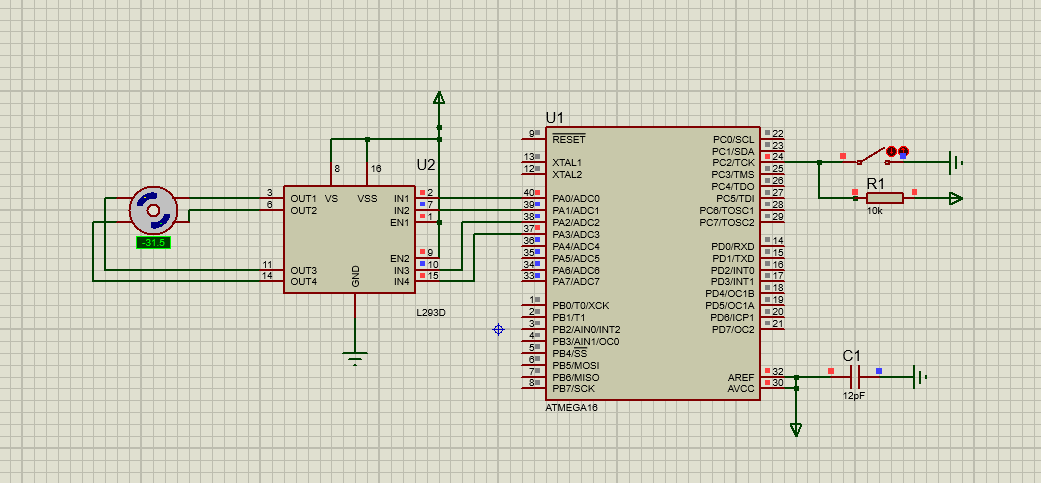 U1
9 RESET
13 XTAL1
12 XTAL2
40 PA0/ADC0
39 PA1/ADC1
38 PA2/ADC2
37 PA3/ADC3
36 PA4/ADC4
35 PA5/ADC5
34 PA6/ADC6
33 PA7/ADC7
1 PB0/T0/XCK
2 PB1/T1
3 PB2/AIN0/INT2
4 PB3/AIN1/OC0
5 PB4/SS
6 PB5/MOSI
7 PB6/MISO
8 PB7/SCK
PC0/SCL 22
PC1/SDA 23
PC2/TCK 24
PC3/TMS 25
PC4/TDO 26
PC5/TDI 27
PC6/TOSC1 28
PC7/TOSC2 29
PD0/RXD 14
PD1/TXD 15
PD2/INT0 16
PD3/INT1 17
PD4/OC1B 18
PD5/OC1A 19
PD6/ICP1 20
PD7/OC2 21
AREF 32
AVCC 30
ATMEGA16
U2
8 16
3 OUT1 VS VSS IN1 2
6 OUT2 IN2 7
EN1 1
EN2 9
11 OUT3 IN3 10
14 OUT4 IN4 15
GND
L293D
-31.5
R1
10k
C1
12pF